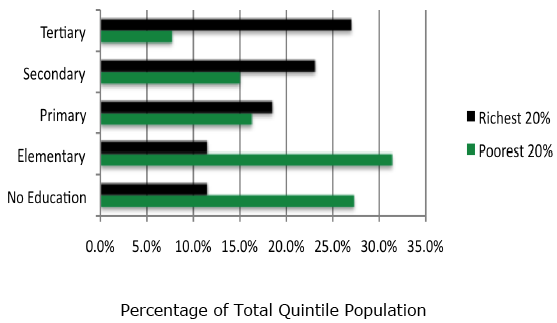 Tertiary
Secondary
Primary
Elementary
No Education
Richest 20%
Poorest 20%
0.0% 5.0% 10.0% 15.0% 20.0% 25.0% 30.0% 35.0%
Percentage of Total Quintile Population